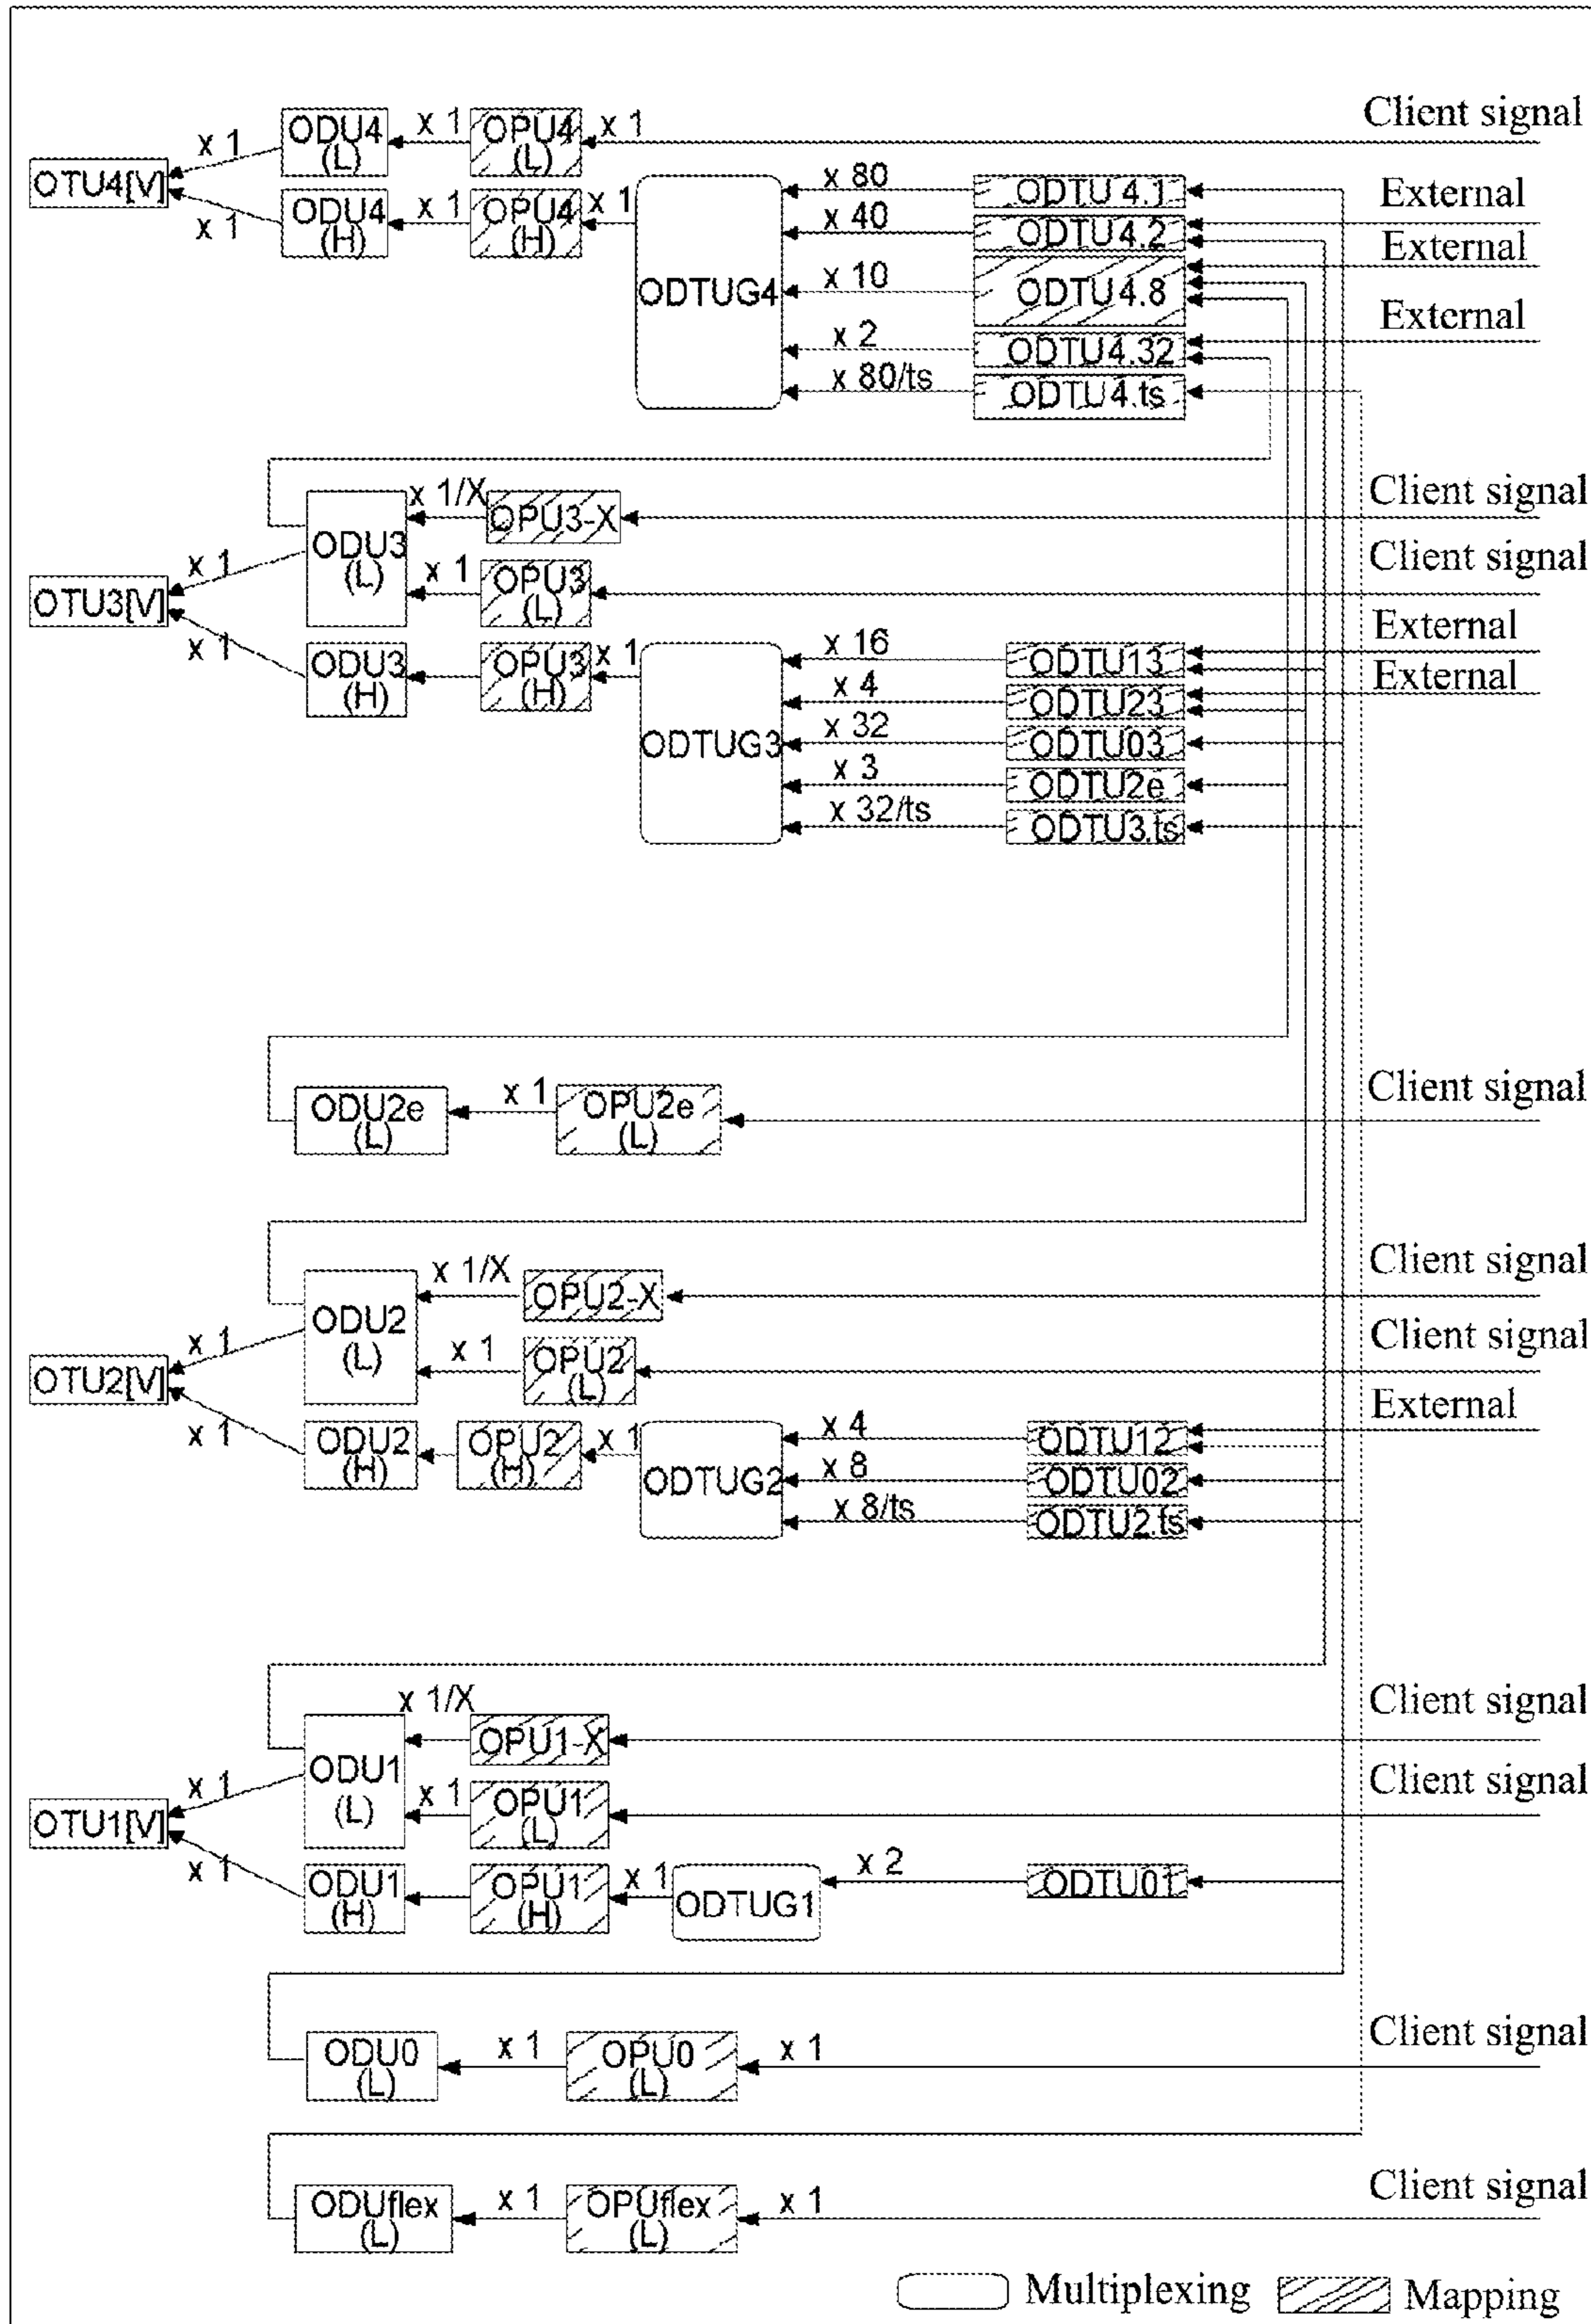 Client signal
x 1
ODU4
(L)
x 1
OPU4
(L)
x 1
OTU4[V]
x 1
ODU4
(H)
x 1
OPU4
(H)
x 1
ODTUG4
x 80
ODTU4.1
External
x 40
ODTU4.2
External
x 10
ODTU4.8
External
x 2
ODTU4.32
x 80/ts
ODTU4.ts
Client signal
x 1/X
OPU3-X
Client signal
x 1
ODU3
(L)
x 1
OPU3
(L)
OTU3[V]
x 1
ODU3
(H)
OPU3
(H)
x 1
ODTUG3
External
x 16
ODTU13
External
x 4
ODTU23
x 32
ODTU03
x 3
ODTU2e
x 32/ts
ODTU3.ts
Client signal
ODU2e
(L)
x 1
OPU2e
(L)
Client signal
x 1/X
OPU2-X
Client signal
x 1
ODU2
(L)
x 1
OPU2
(L)
OTU2[V]
x 1
ODU2
(H)
OPU2
(H)
x 1
ODTUG2
External
x 4
ODTU12
x 8
ODTU02
x 8/ts
ODTU2.ts
Client signal
x 1/X
OPU1-X
Client signal
x 1
ODU1
(L)
x 1
OPU1
(L)
OTU1[V]
x 1
ODU1
(H)
OPU1
(H)
x 1
ODTUG1
x 2
ODTU01
Client signal
ODU0
(L)
x 1
OPU0
(L)
x 1
Client signal
ODUflex
(L)
x 1
OPUflex
(L)
x 1
Multiplexing
Mapping